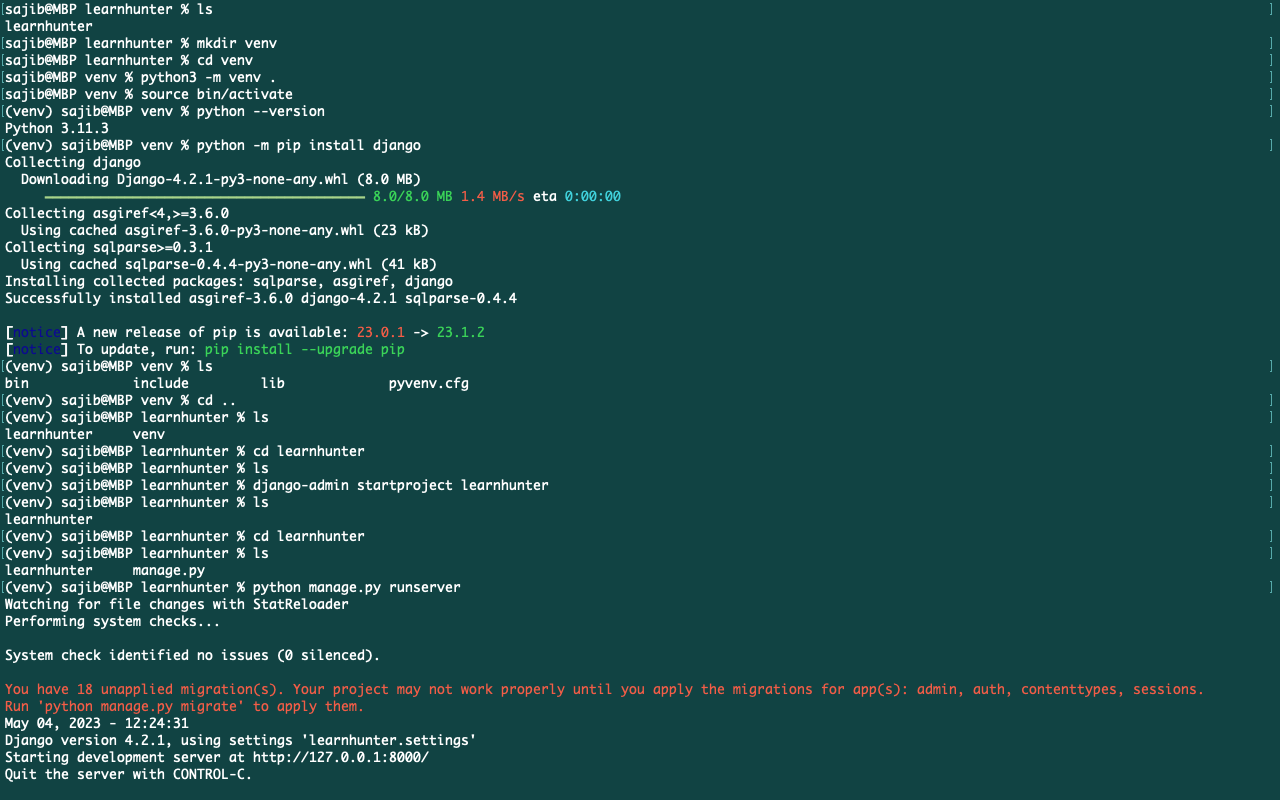 [sajib@MBP learnhunter % ls ]
learnhunter
[sajib@MBP learnhunter % mkdir venv ]
[sajib@MBP learnhunter % cd venv ]
[sajib@MBP venv % python3 -m venv . ]
[sajib@MBP venv % source bin/activate ]
[(venv) sajib@MBP venv % python --version ]
Python 3.11.3
[(venv) sajib@MBP venv % python -m pip install django ]
Collecting django
  Downloading Django-4.2.1-py3-none-any.whl (8.0 MB)
8.0/8.0 MB 1.4 MB/s eta 0:00:00
Collecting asgiref<4,>=3.6.0
  Using cached asgiref-3.6.0-py3-none-any.whl (23 kB)
Collecting sqlparse>=0.3.1
  Using cached sqlparse-0.4.4-py3-none-any.whl (41 kB)
Installing collected packages: sqlparse, asgiref, django
Successfully installed asgiref-3.6.0 django-4.2.1 sqlparse-0.4.4
[notice] A new release of pip is available: 23.0.1 -> 23.1.2
[notice] To update, run: pip install --upgrade pip
[(venv) sajib@MBP venv % ls ]
bin include lib pyvenv.cfg
[(venv) sajib@MBP venv % cd .. ]
[(venv) sajib@MBP learnhunter % ls ]
learnhunter venv
[(venv) sajib@MBP learnhunter % cd learnhunter ]
[(venv) sajib@MBP learnhunter % ls ]
[(venv) sajib@MBP learnhunter % django-admin startproject learnhunter ]
[(venv) sajib@MBP learnhunter % ls ]
learnhunter
[(venv) sajib@MBP learnhunter % cd learnhunter ]
[(venv) sajib@MBP learnhunter % ls ]
learnhunter manage.py
[(venv) sajib@MBP learnhunter % python manage.py runserver ]
Watching for file changes with StatReloader
Performing system checks...
System check identified no issues (0 silenced).
You have 18 unapplied migration(s). Your project may not work properly until you apply the migrations for app(s): admin, auth, contenttypes, sessions.
Run 'python manage.py migrate' to apply them.
May 04, 2023 - 12:24:31
Django version 4.2.1, using settings 'learnhunter.settings'
Starting development server at http://127.0.0.1:8000/
Quit the server with CONTROL-C.